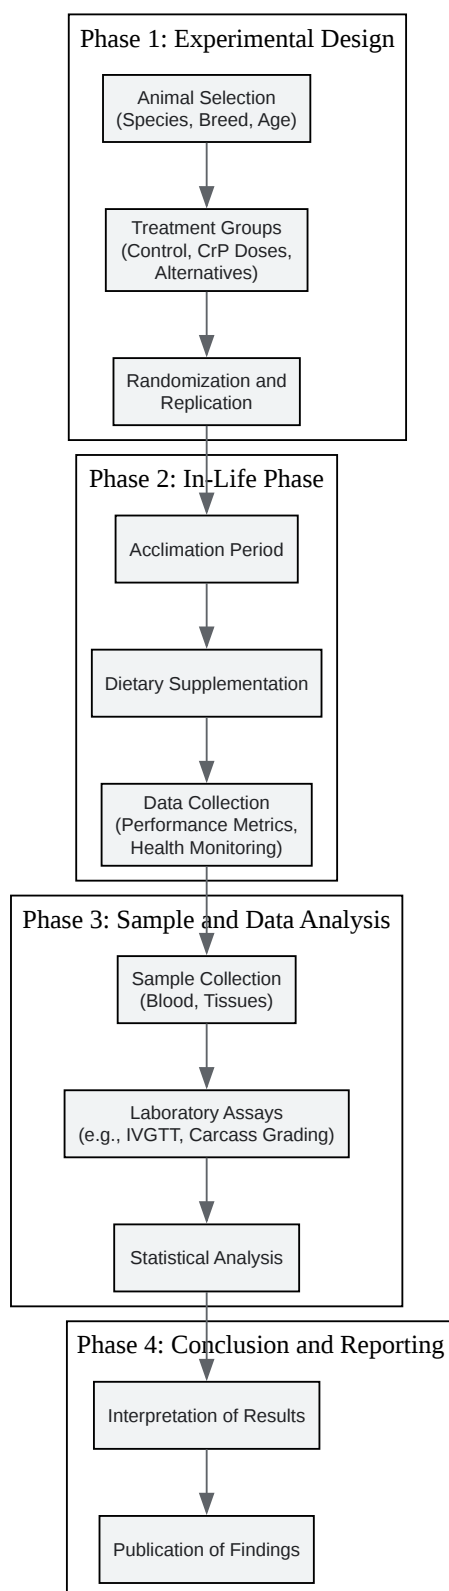 Phase 1: Experimental Design
Animal Selection
(Species, Breed, Age)
Treatment Groups
(Control, CrP Doses,
Alternatives)
Randomization and
Replication
Phase 2: In-Life Phase
Acclimation Period
Dietary Supplementation
Data Collection
(Performance Metrics,
Health Monitoring)
Phase 3: Sample and Data Analysis
Sample Collection
(Blood, Tissues)
Laboratory Assays
(e.g., IVGTT, Carcass Grading)
Statistical Analysis
Phase 4: Conclusion and Reporting
Interpretation of Results
Publication of Findings